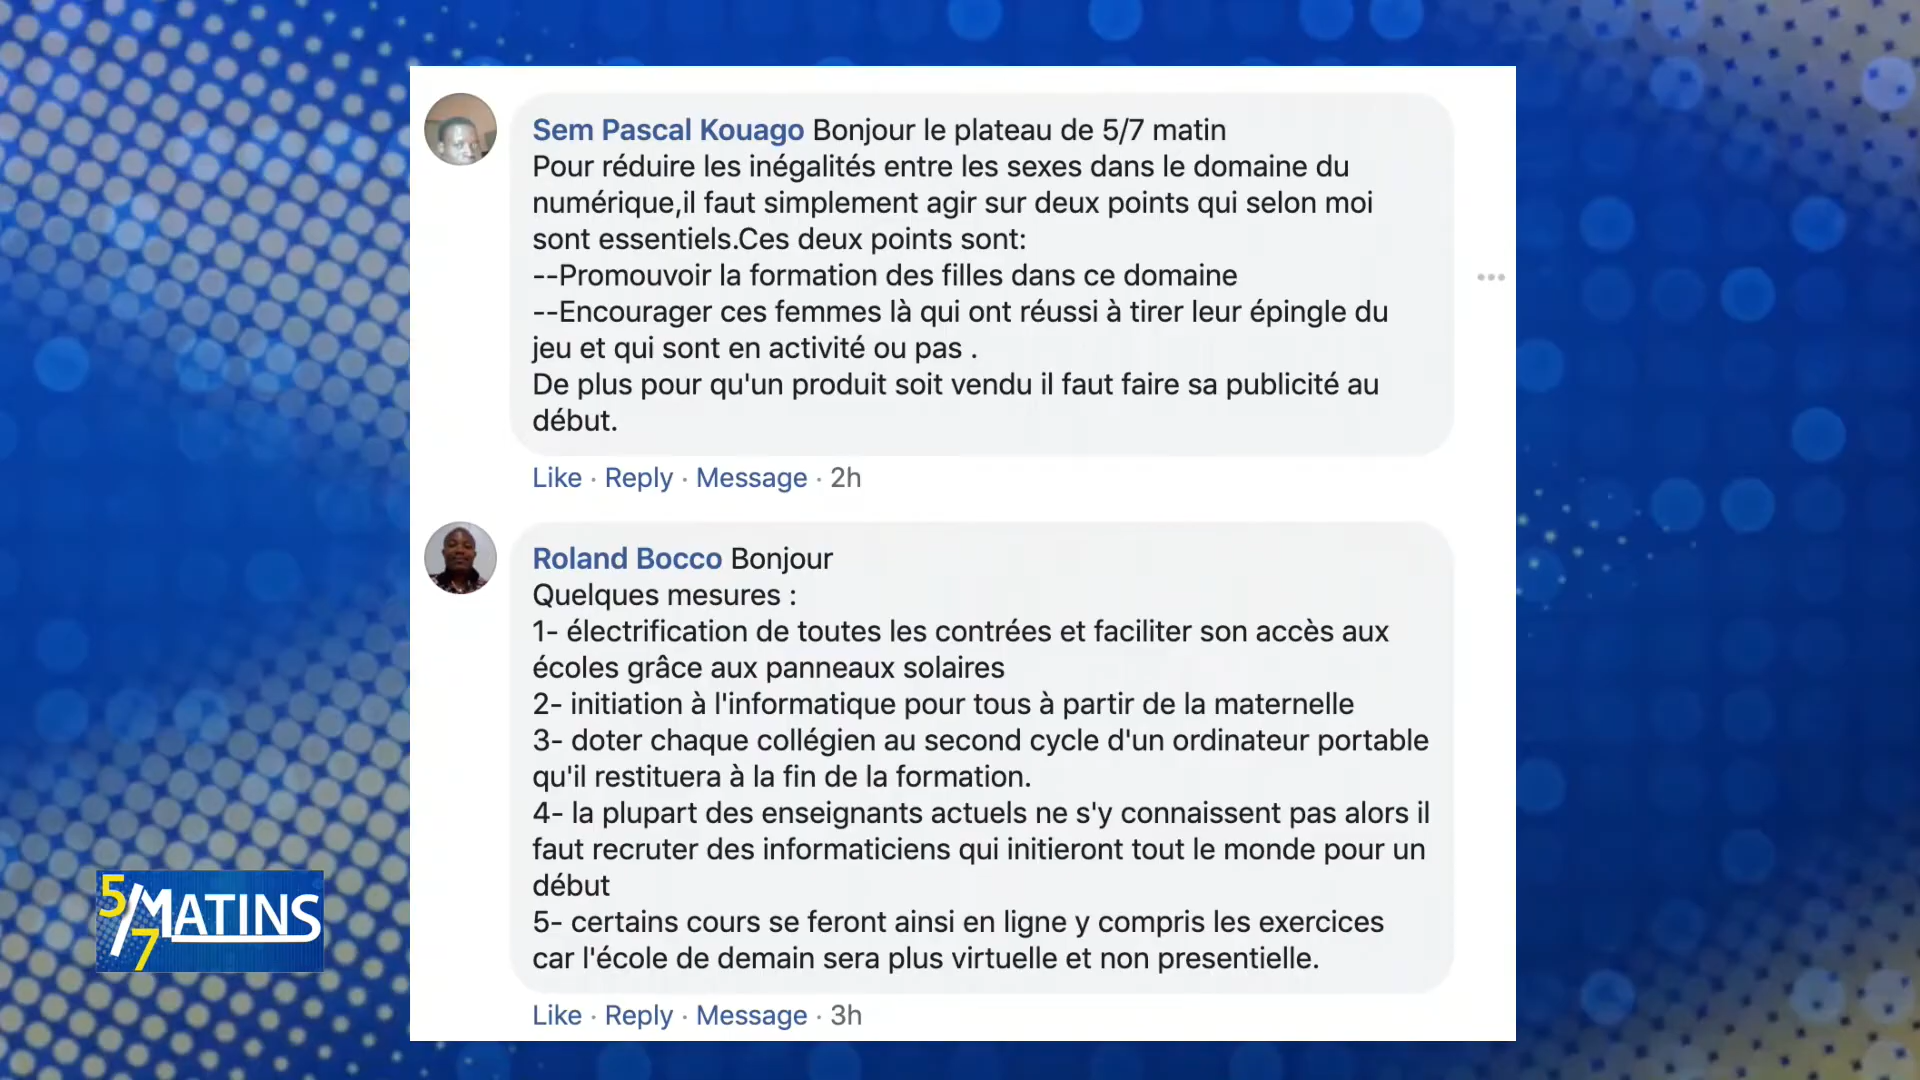 Sem Pascal Kouago Bonjour le plateau de 5/7 matin
Pour réduire les inégalités entre les sexes dans le domaine du
numérique,il faut simplement agir sur deux points qui selon moi
sont essentiels.Ces deux points sont:
--Promouvoir la formation des filles dans ce domaine
--Encourager ces femmes là qui ont réussi à tirer leur épingle du
jeu et qui sont en activité ou pas .
De plus pour qu'un produit soit vendu il faut faire sa publicité au
début.
Like · Reply · Message · 2h
Roland Bocco Bonjour
Quelques mesures :
1- électrification de toutes les contrées et faciliter son accès aux
écoles grâce aux panneaux solaires
2- initiation à l'informatique pour tous à partir de la maternelle
3- doter chaque collégien au second cycle d'un ordinateur portable
qu'il restituera à la fin de la formation.
4- la plupart des enseignants actuels ne s'y connaissent pas alors il
faut recruter des informaticiens qui initieront tout le monde pour un
début
5- certains cours se feront ainsi en ligne y compris les exercices
car l'école de demain sera plus virtuelle et non presentielle.
Like · Reply · Message · 3h
5/7 MATINS